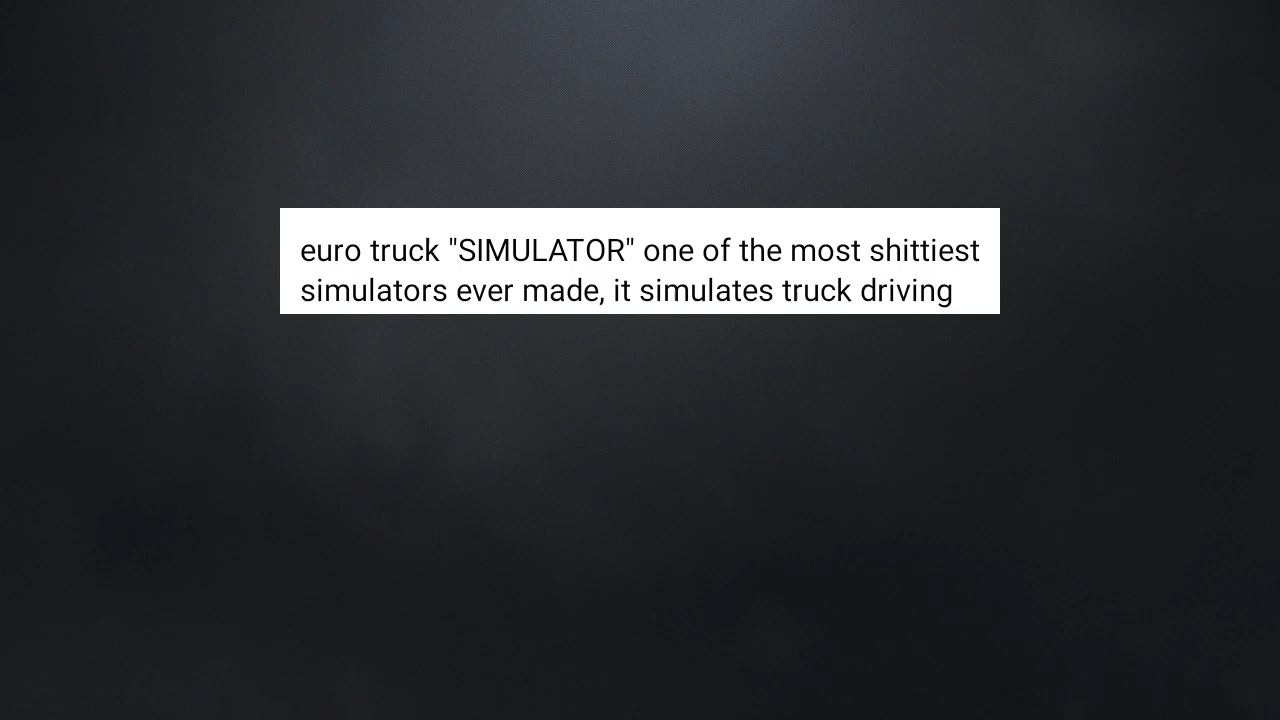 euro truck "SIMULATOR" one of the most shittiest
simulators ever made, it simulates truck driving